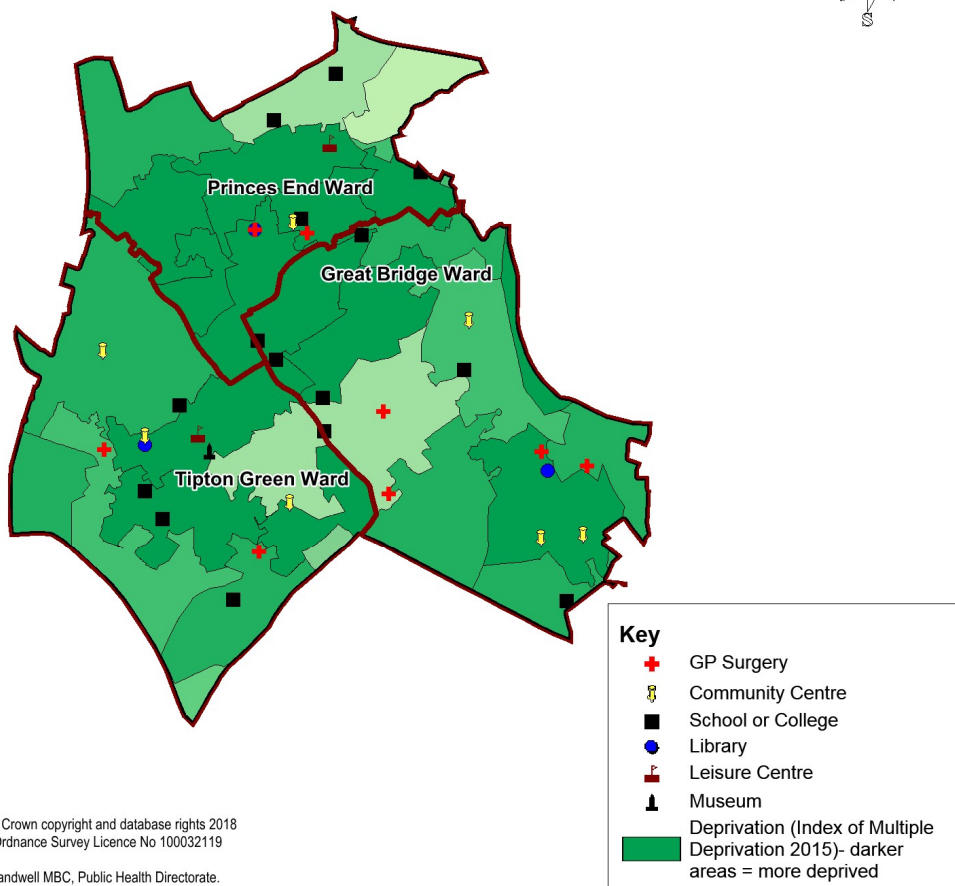 S
Princes End Ward
Great Bridge Ward
Tipton Green Ward
Key
GP Surgery
Community Centre
School or College
Library
Leisure Centre
Museum
Deprivation (Index of Multiple
Deprivation 2015)- darker
areas = more deprived
Crown copyright and database rights 2018
rdnance Survey Licence No 100032119
andwell MBC, Public Health Directorate.